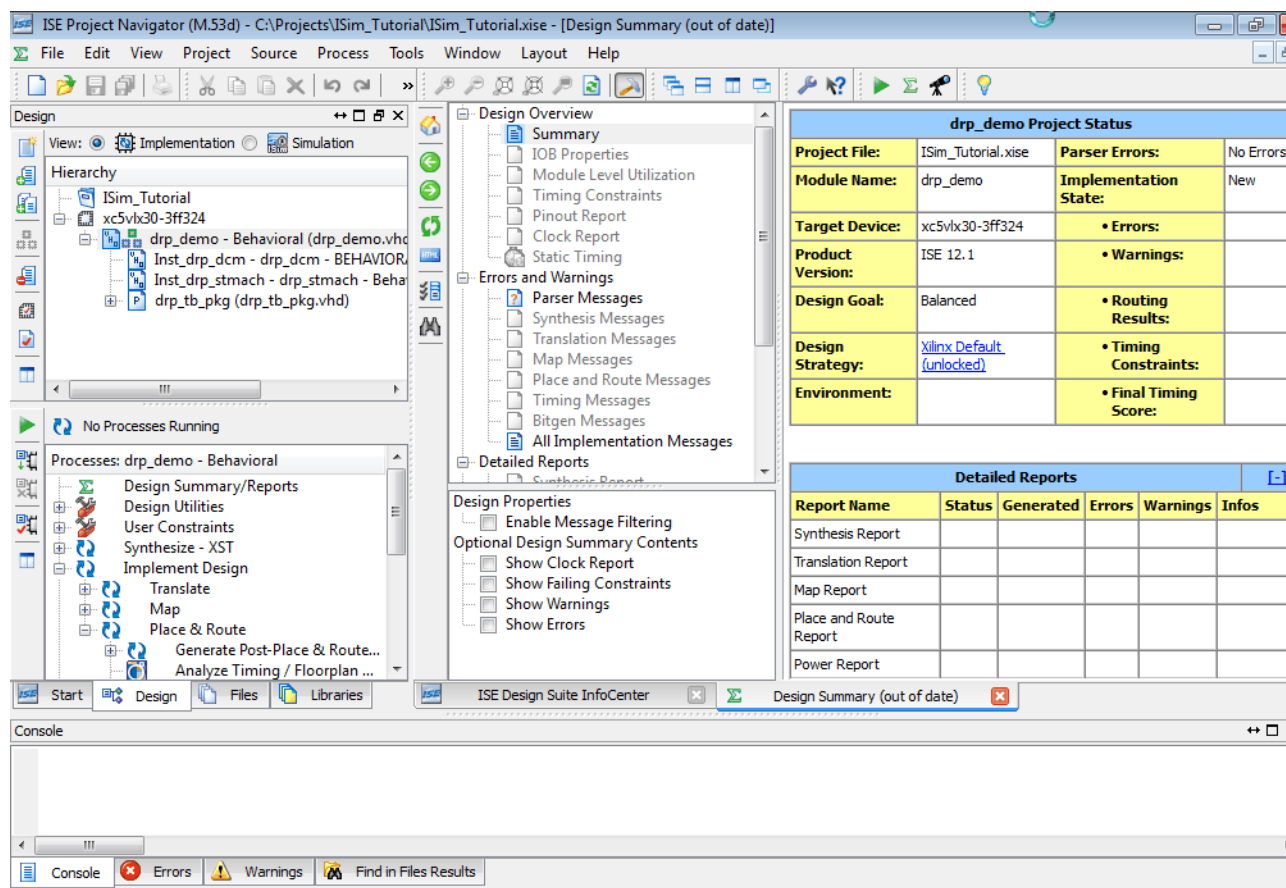 ISE Project Navigator (M.53d) - C:\Projects\ISim_Tutorial\ISim_Tutorial.xise - [Design Summary (out of date)]
File Edit View Project Source Process Tools Window Layout Help
Design
View: Implementation Simulation
Hierarchy
ISim_Tutorial
xc5vlx30-3ff324
drp_demo - Behavioral (drp_demo.vhd
Inst_drp_dcm - drp_dcm - BEHAVIORA
Inst_drp_stmach - drp_stmach - Beha
drp_tb_pkg (drp_tb_pkg.vhd)
No Processes Running
Processes: drp_demo - Behavioral
Design Summary/Reports
Design Utilities
User Constraints
Synthesize - XST
Implement Design
Translate
Map
Place & Route
Generate Post-Place & Route...
Analyze Timing / Floorplan ...
Start Design Files Libraries
Design Overview
Summary
IOB Properties
Module Level Utilization
Timing Constraints
Pinout Report
Clock Report
Static Timing
Errors and Warnings
Parser Messages
Synthesis Messages
Translation Messages
Map Messages
Place and Route Messages
Timing Messages
Bitgen Messages
All Implementation Messages
Detailed Reports
Synthesis Report
Design Properties
Enable Message Filtering
Optional Design Summary Contents
Show Clock Report
Show Failing Constraints
Show Warnings
Show Errors
drp_demo Project Status
Project File: ISim_Tutorial.xise Parser Errors: No Errors
Module Name: drp_demo Implementation State: New
Target Device: xc5vlx30-3ff324 • Errors:
Product Version: ISE 12.1 • Warnings:
Design Goal: Balanced • Routing Results:
Design Strategy: Xilinx Default (unlocked) • Timing Constraints:
Environment: • Final Timing Score:
Detailed Reports [-]
Report Name Status Generated Errors Warnings Infos
Synthesis Report
Translation Report
Map Report
Place and Route Report
Power Report
ISE Design Suite InfoCenter Design Summary (out of date)
Console
Console Errors Warnings Find in Files Results